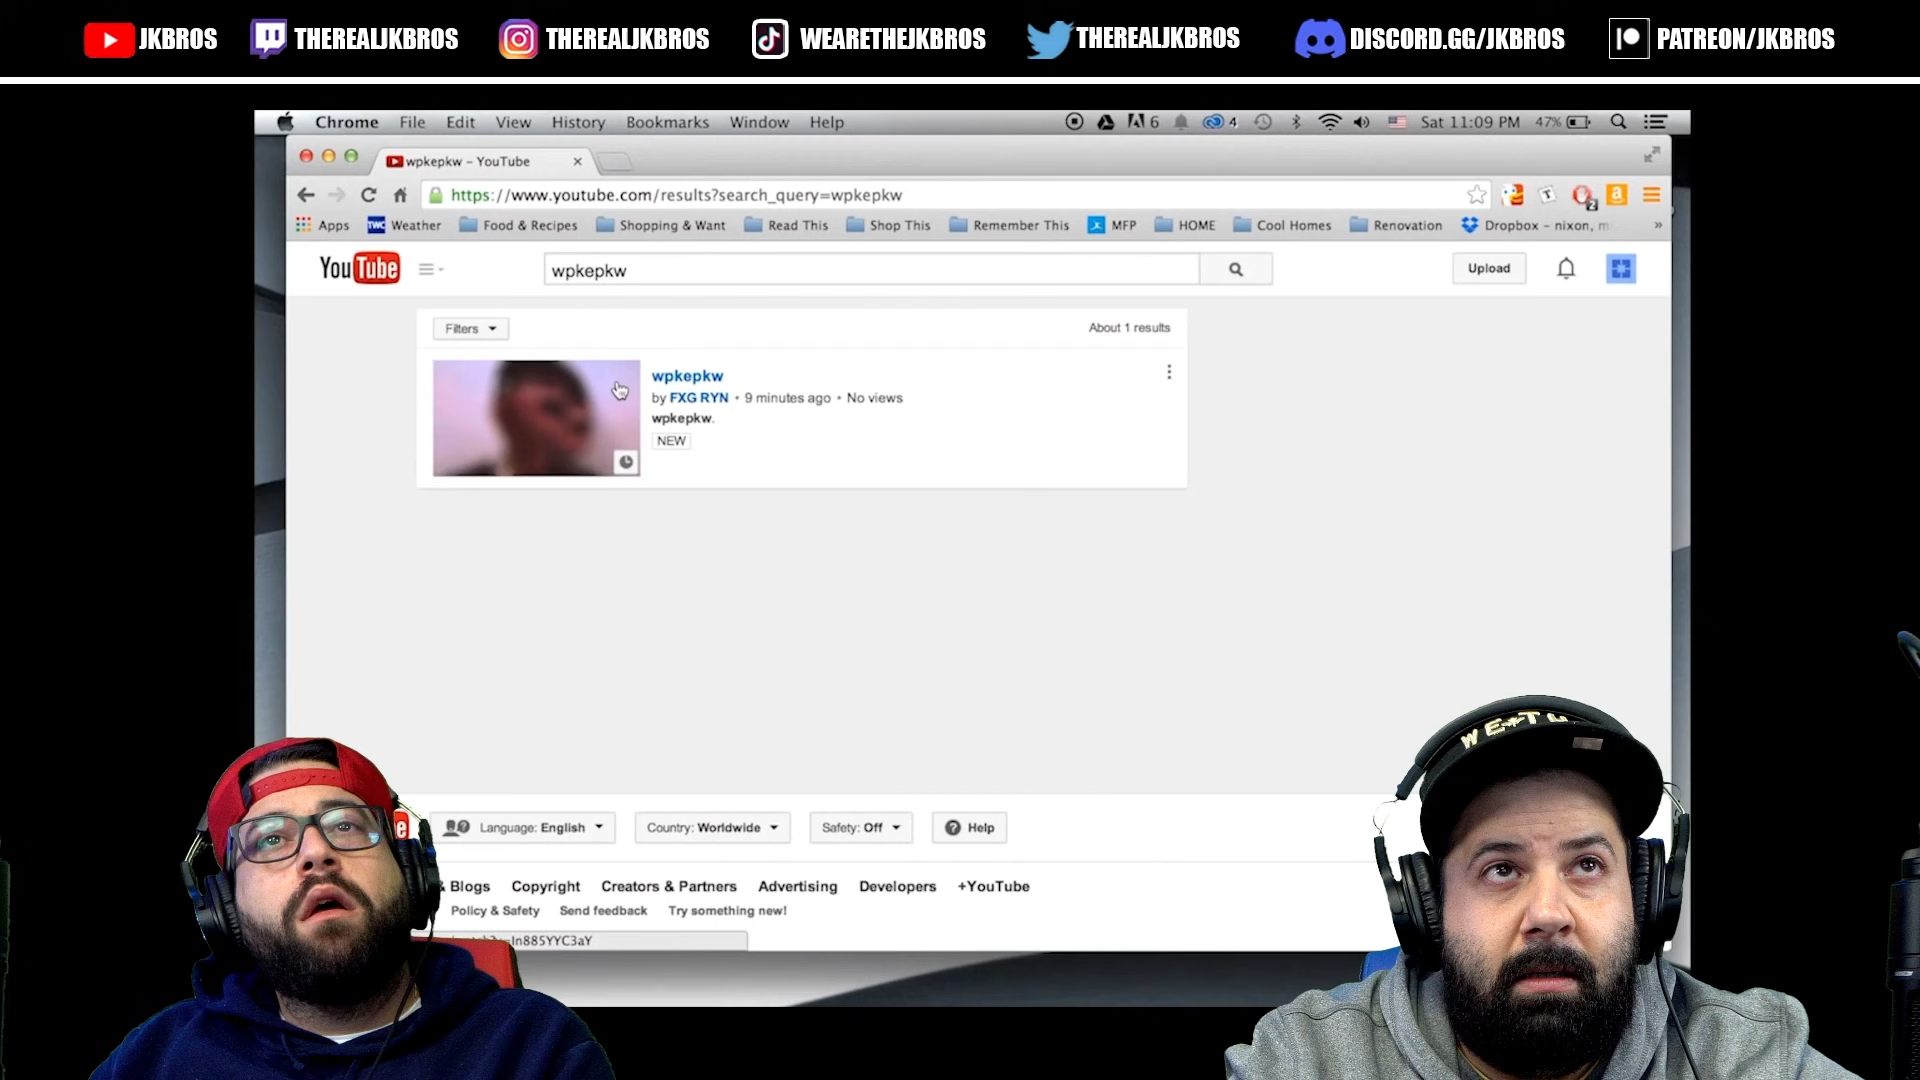 JKBROS THEREALJKBROS THEREALJKBROS WEARETHEJKBROS THEREALJKBROS DISCORD.GG/JKBROS PATREON/JKBROS
Chrome File Edit View History Bookmarks Window Help 6 4 Sat 11:09 PM 47%
wpkepkw - YouTube
https://www.youtube.com/results?search_query=wpkepkw
Apps TWC Weather Food & Recipes Shopping & Want Read This Shop This Remember This MFP HOME Cool Homes Renovation Dropbox - nixon, »
YouTube wpkepkw Upload
Filters About 1 results
wpkepkw
by FXG RYN • 9 minutes ago • No views
wpkepkw.
NEW
Language: English Country: Worldwide Safety: Off Help
& Blogs Copyright Creators & Partners Advertising Developers +YouTube
Policy & Safety Send feedback Try something new!